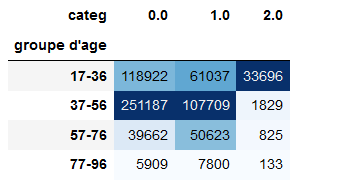 categ 0.0 1.0 2.0
groupe d'age
17-36 118922 61037 33696
37-56 251187 107709 1829
57-76 39662 50623 825
77-96 5909 7800 133